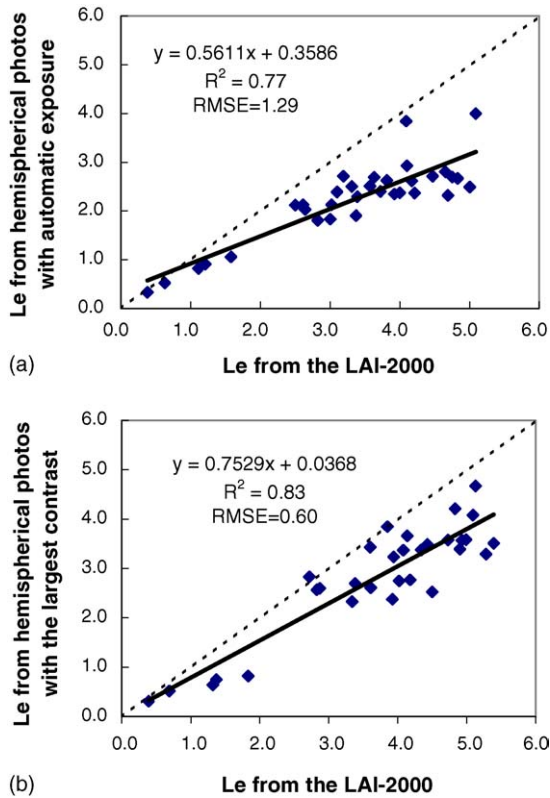 Le from hemispherical photos
with automatic exposure
6.0
5.0
4.0
3.0
2.0
1.0
0.0
y = 0.5611x + 0.3586
R² = 0.77
RMSE=1.29
0.0 1.0 2.0 3.0 4.0 5.0 6.0
(a) Le from the LAI-2000
Le from hemispherical photos
with the largest contrast
6.0
5.0
4.0
3.0
2.0
1.0
0.0
y = 0.7529x + 0.0368
R² = 0.83
RMSE=0.60
0.0 1.0 2.0 3.0 4.0 5.0 6.0
(b) Le from the LAI-2000